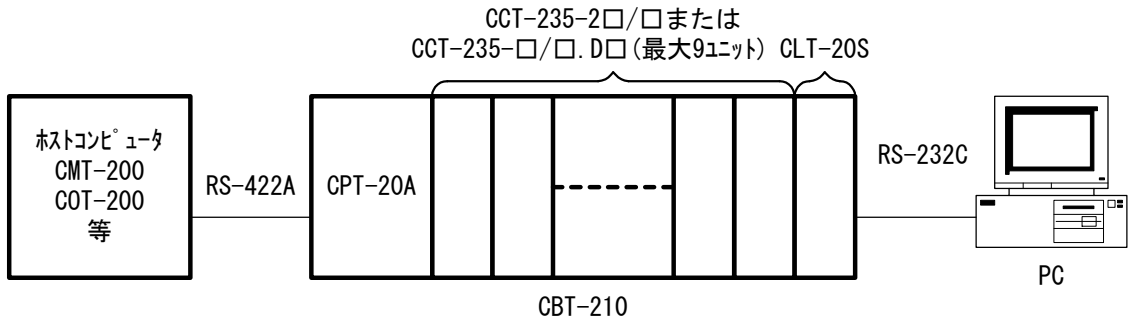 CCT-235-2□/□または
CCT-235-□/□.D□(最大9ﾕﾆｯﾄ) CLT-20S
ﾎｽﾄｺﾝﾋﾟｭｰﾀ
CMT-200
COT-200
等
RS-422A
CPT-20A
RS-232C
PC
CBT-210